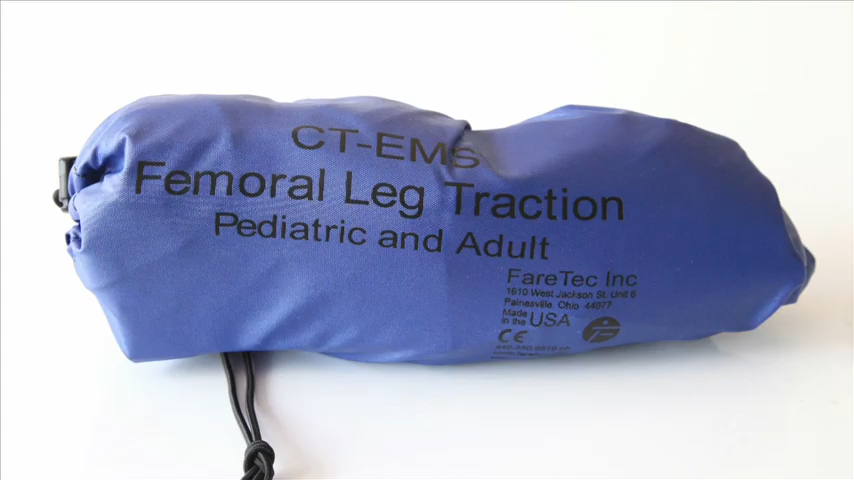 CT-EMS
Femoral Leg Traction
Pediatric and Adult
FareTec Inc
1610 West Jackson St. Unit 6
Painesville, Ohio 44077
Made
in the USA
CE